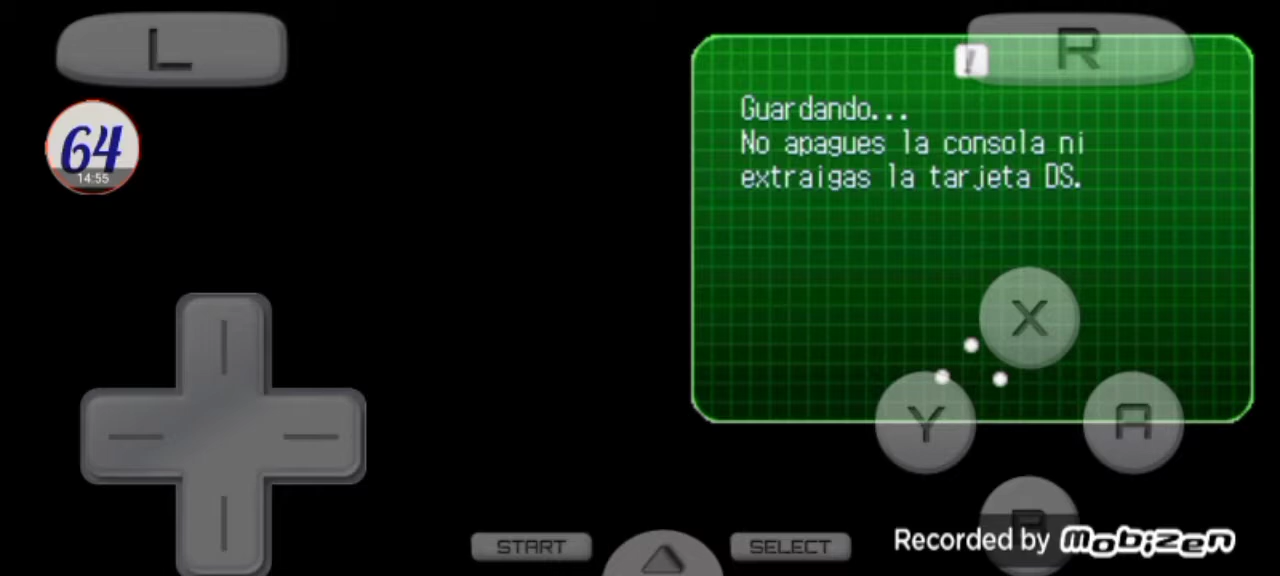 L
R
64
14:55
!
Guardando...
No apagues la consola ni
extraigas la tarjeta DS.
X
Y
A
B
START
SELECT
Recorded by mobizen